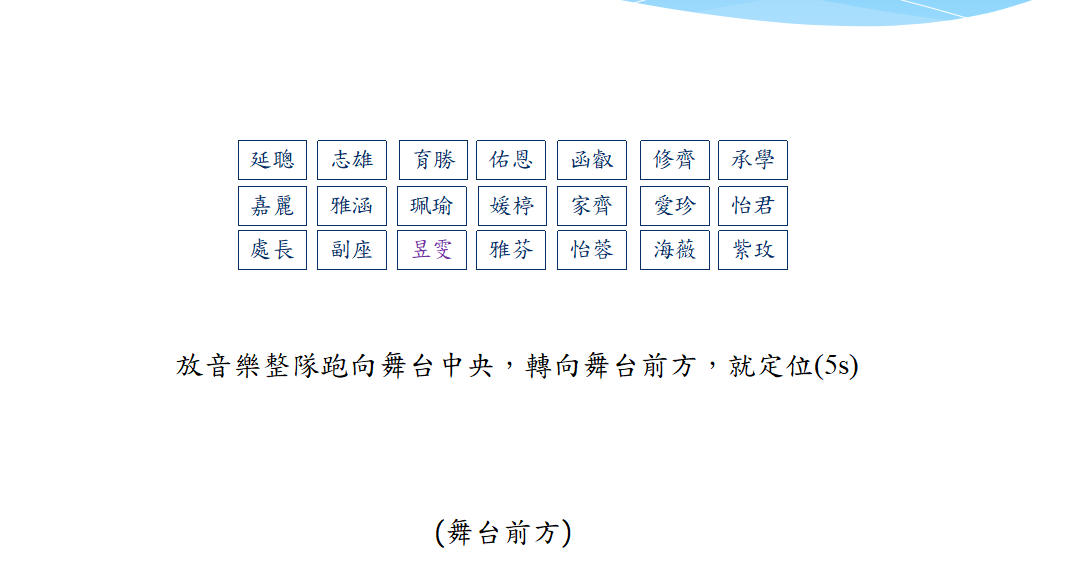 延聰 志雄 育勝 佑恩 函叡 修齊 承學
嘉麗 雅涵 珮瑜 媛楟 家齊 愛珍 怡君
處長 副座 昱雯 雅芬 怡蓉 海薇 紫玫
放音樂整隊跑向舞台中央，轉向舞台前方，就定位(5s)
(舞台前方)